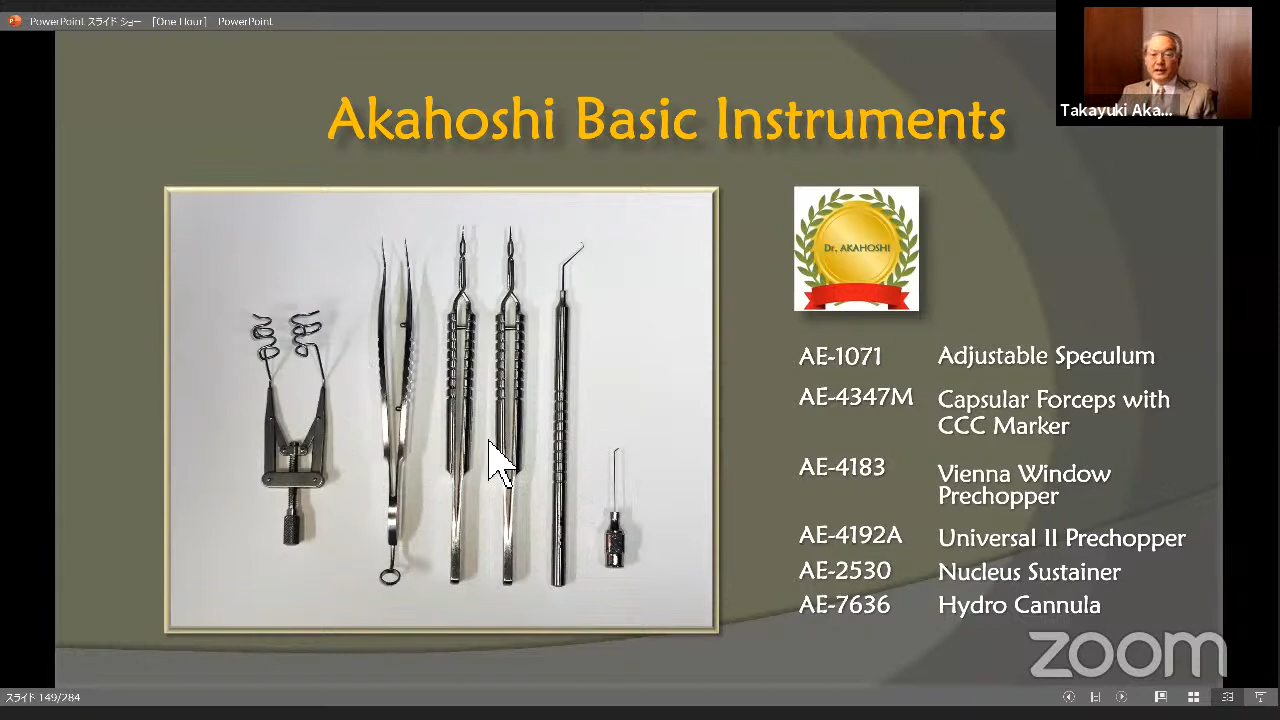 PowerPoint スライド ショー - [One Hour] - PowerPoint
Takayuki Aka...
Akahoshi Basic Instruments
Dr. AKAHOSHI
AE-1071 Adjustable Speculum
AE-4347M Capsular Forceps with
CCC Marker
AE-4183 Vienna Window
Prechopper
AE-4192A Universal II Prechopper
AE-2530 Nucleus Sustainer
AE-7636 Hydro Cannula
zoom
スライド 149/284